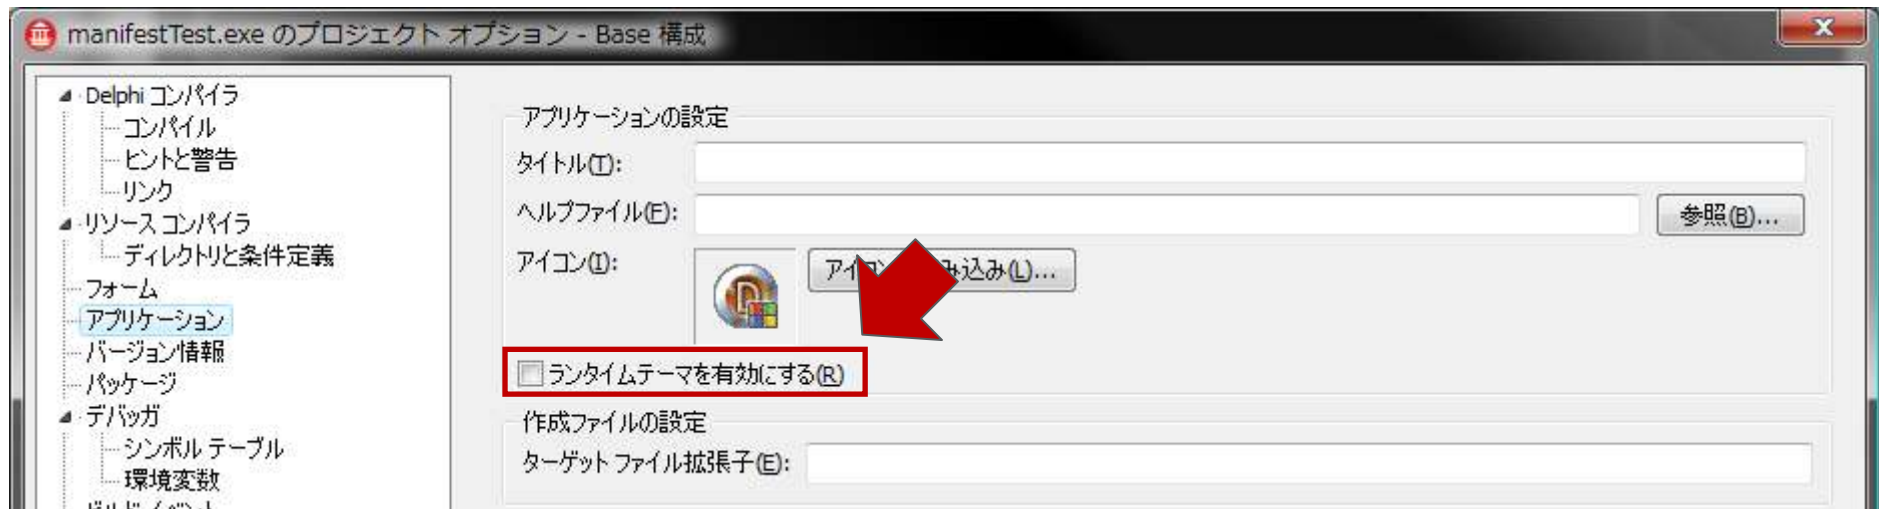 manifestTest.exe のプロジェクト オプション - Base 構成
Delphi コンパイラ
コンパイル
ヒントと警告
リンク
リソース コンパイラ
ディレクトリと条件定義
フォーム
アプリケーション
バージョン情報
パッケージ
デバッガ
シンボル テーブル
環境変数
アプリケーションの設定
タイトル(T):
ヘルプファイル(F):
参照(B)...
アイコン(I):
アイコン み込み(L)...
ランタイムテーマを有効にする(R)
作成ファイルの設定
ターゲット ファイル拡張子(E):